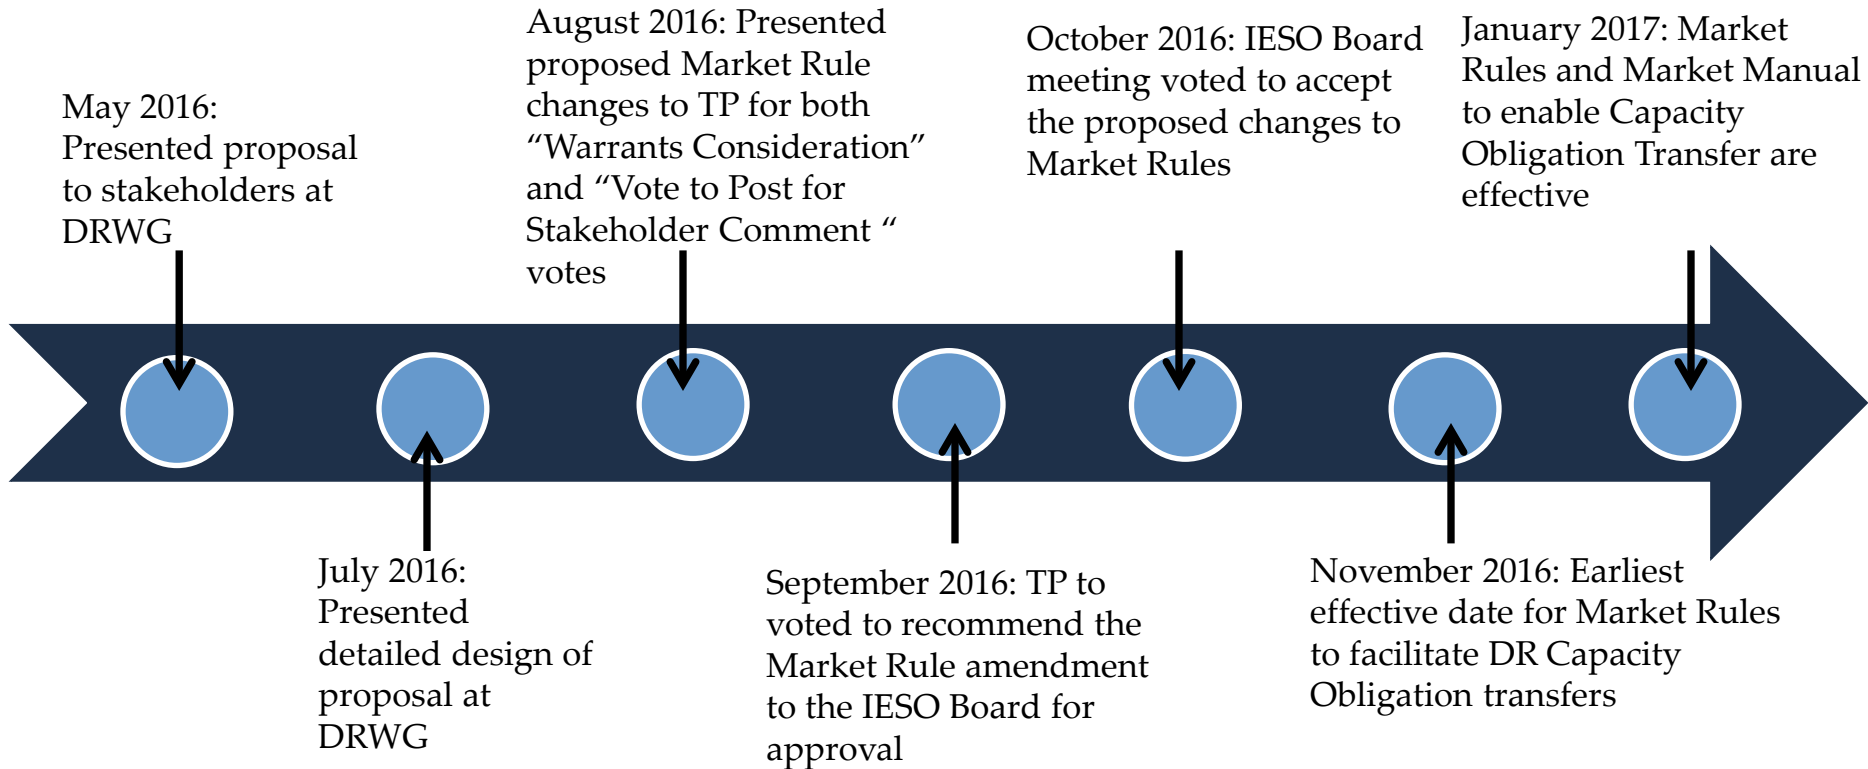 May 2016:
Presented proposal
to stakeholders at
DRWG
July 2016:
Presented
detailed design of
proposal at
DRWG
August 2016: Presented
proposed Market Rule
changes to TP for both
“Warrants Consideration”
and “Vote to Post for
Stakeholder Comment “
votes
September 2016: TP to
voted to recommend the
Market Rule amendment
to the IESO Board for
approval
October 2016: IESO Board
meeting voted to accept
the proposed changes to
Market Rules
November 2016: Earliest
effective date for Market Rules
to facilitate DR Capacity
Obligation transfers
January 2017: Market
Rules and Market Manual
to enable Capacity
Obligation Transfer are
effective